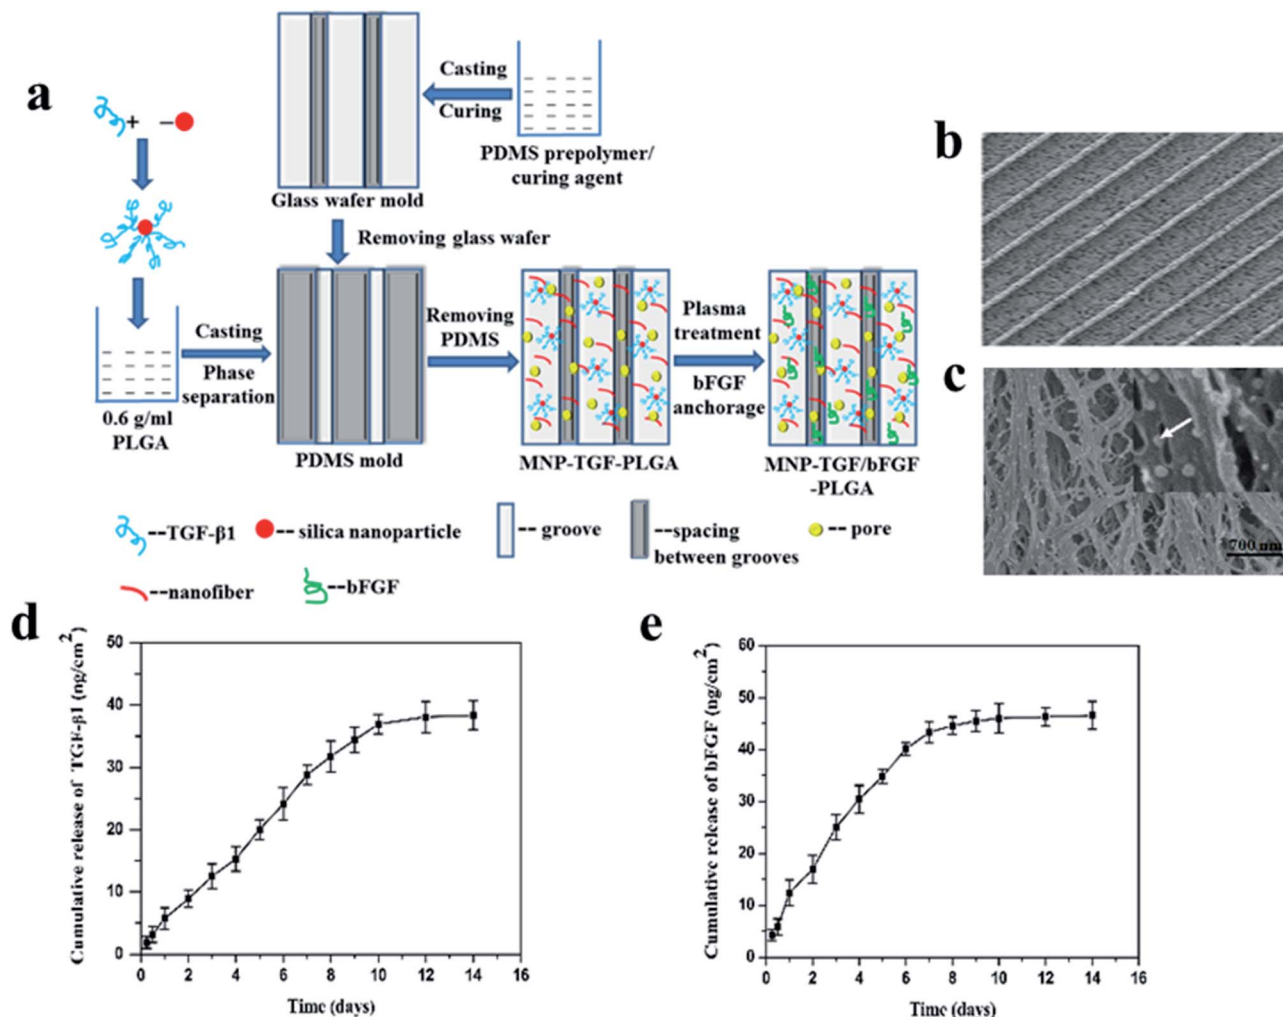 a
+
Casting
Curing
PDMS prepolymer/
curing agent
Glass wafer mold
Removing glass wafer
Casting
Phase
separation
0.6 g/ml
PLGA
PDMS mold
Removing
PDMS
MNP-TGF-PLGA
Plasma
treatment
bFGF
anchorage
MNP-TGF/bFGF
-PLGA
--TGF-β1
-- silica nanoparticle
-- groove
--spacing
between grooves
-- pore
--nanofiber
--bFGF
b
c
700 nm
d
Cumulative release of TGF-β1 (ng/cm2)
50
40
30
20
10
0
0 2 4 6 8 10 12 14 16
Time (days)
e
Cumulative release of bFGF (ng/cm2)
60
50
40
30
20
10
0
0 2 4 6 8 10 12 14 16
Time (days)